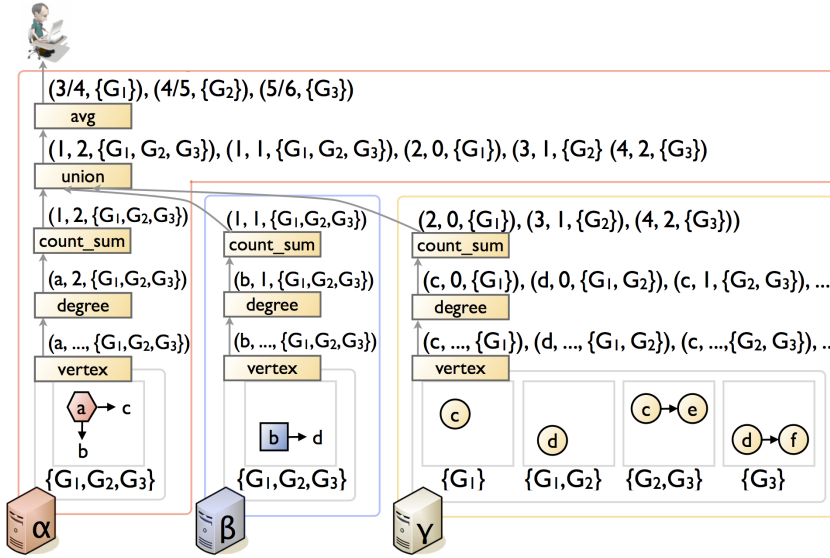 (3/4, {G₁}), (4/5, {G₂}), (5/6, {G₃})
avg
(1, 2, {G₁, G₂, G₃}), (1, 1, {G₁, G₂, G₃}), (2, 0, {G₁}), (3, 1, {G₂} (4, 2, {G₃})
union
(1, 2, {G₁,G₂,G₃}) (1, 1, {G₁,G₂,G₃}) (2, 0, {G₁}), (3, 1, {G₂}), (4, 2, {G₃}))
count_sum count_sum count_sum
(a, 2, {G₁,G₂,G₃}) (b, 1, {G₁,G₂,G₃}) (c, 0, {G₁}), (d, 0, {G₁, G₂}), (c, 1, {G₂, G₃}), ...
degree degree degree
(a, ..., {G₁,G₂,G₃}) (b, ..., {G₁,G₂,G₃}) (c, ..., {G₁}), (d, ..., {G₁, G₂}), (c, ...,{G₂, G₃}), ..
vertex vertex vertex
a c c c e
b b d d d f
{G₁,G₂,G₃} {G₁,G₂,G₃} {G₁} {G₁,G₂} {G₂,G₃} {G₃}
α β γ